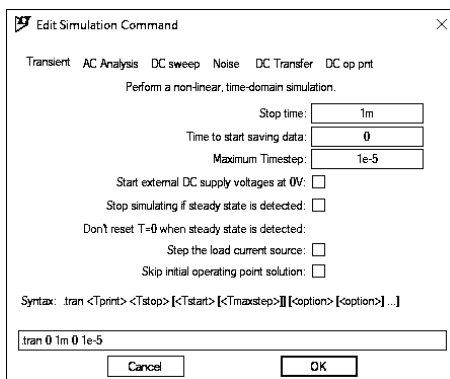 Edit Simulation Command
Transient AC Analysis DC sweep Noise DC Transfer DC op pnt
Perform a non-linear, time-domain simulation.
Stop time: 1m
Time to start saving data: 0
Maximum Timestep: 1e-5
Start external DC supply voltages at 0V:
Stop simulating if steady state is detected:
Don't reset T=0 when steady state is detected:
Step the load current source:
Skip initial operating point solution:
Syntax: .tran <Tprint> <Tstop> [<Tstart> [<Tmaxstep>]] [<option> [<option>] ...]
.tran 0 1m 0 1e-5
Cancel OK